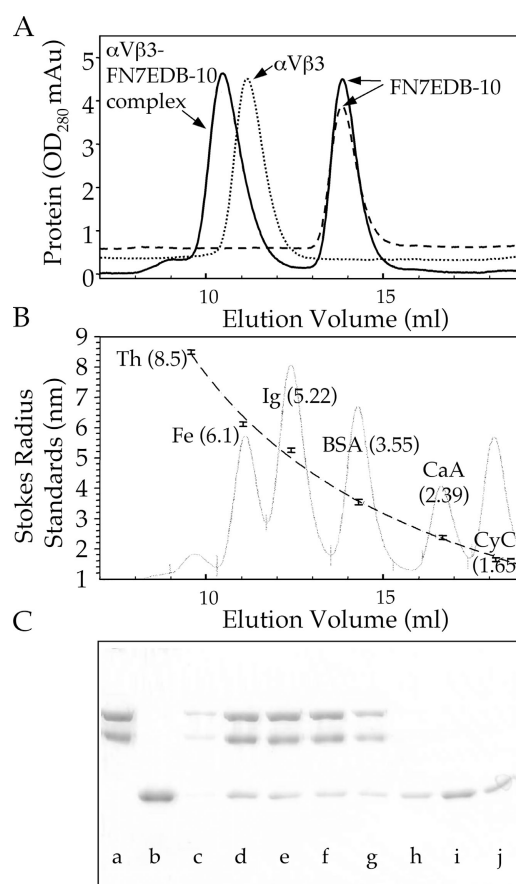 A
αVβ3-
FN7EDB-10
complex
αVβ3
FN7EDB-10
Protein (OD280 mAu)
5
4
3
2
1
0
10
15
Elution Volume (ml)
B
Stokes Radius
Standards (nm)
9
8
7
6
5
4
3
2
1
Th (8.5)
Fe (6.1)
Ig (5.22)
BSA (3.55)
CaA
(2.39)
CyC
(1.65
10
15
Elution Volume (ml)
C
a b c d e f g h i j